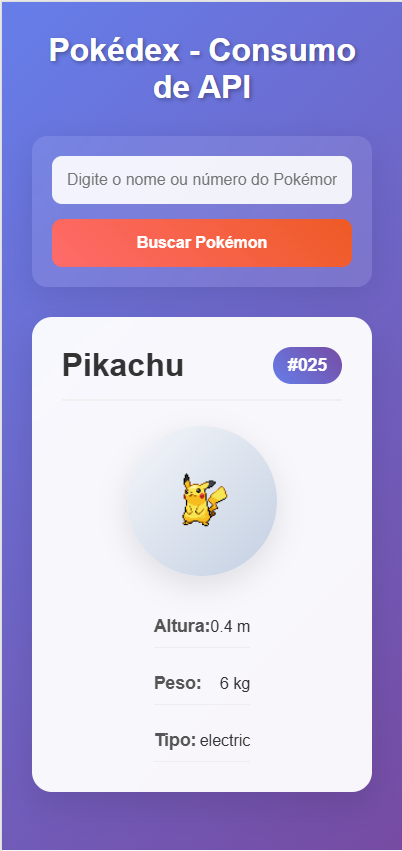 Pokédex - Consumo
de API
Digite o nome ou número do Pokémor
Buscar Pokémon
Pikachu
#025
Altura:0.4 m
Peso: 6 kg
Tipo: electric